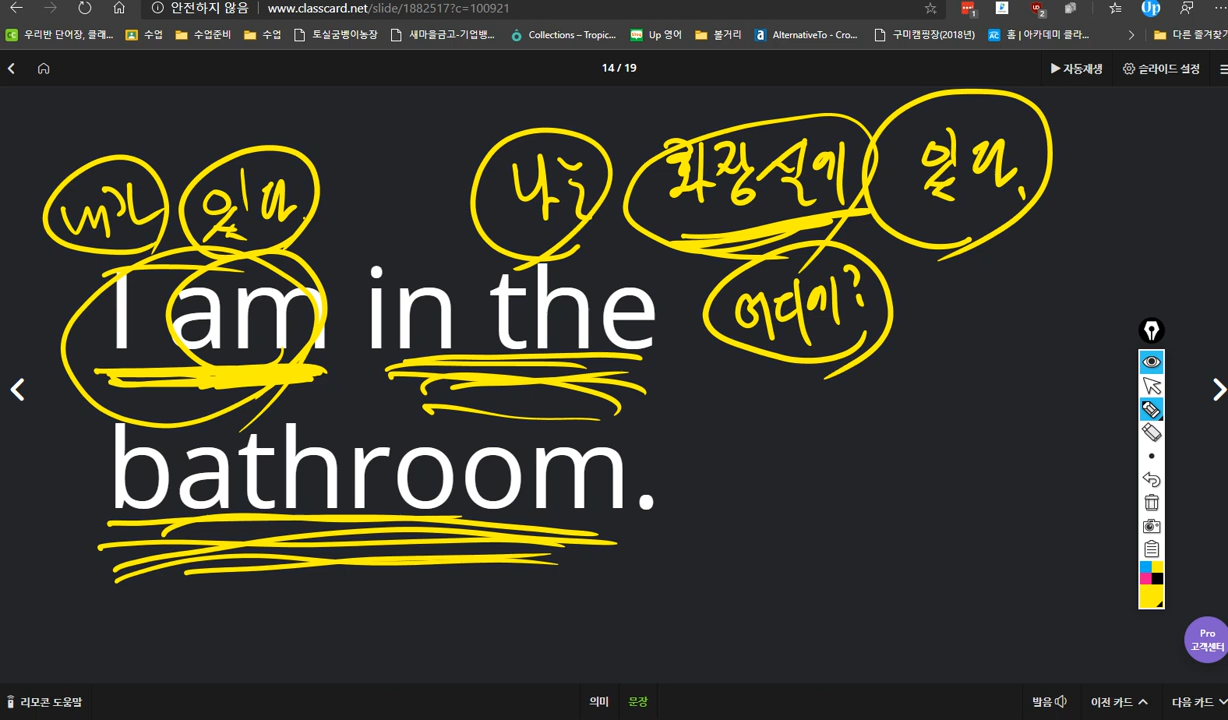 안전하지 않음 | www.classcard.net/slide/1882517?c=100921
우리반 단어장, 클래... 수업 수업준비 수업 토실궁뱅이농장 새마을금고-기업뱅... Collections – Tropic... Up 영어 볼거리 AlternativeTo - Cro... 구미캠핑장(2018년) 홈 | 아카데미 클라... 다른 즐겨찾기
14 / 19 자동재생 슬라이드 설정
내가 있다. 나는 화장실에 있다.
I am in the 어디에?
bathroom.
Pro
고객센터
리모콘 도움말 의미 문장 발음 이전 카드 다음 카드